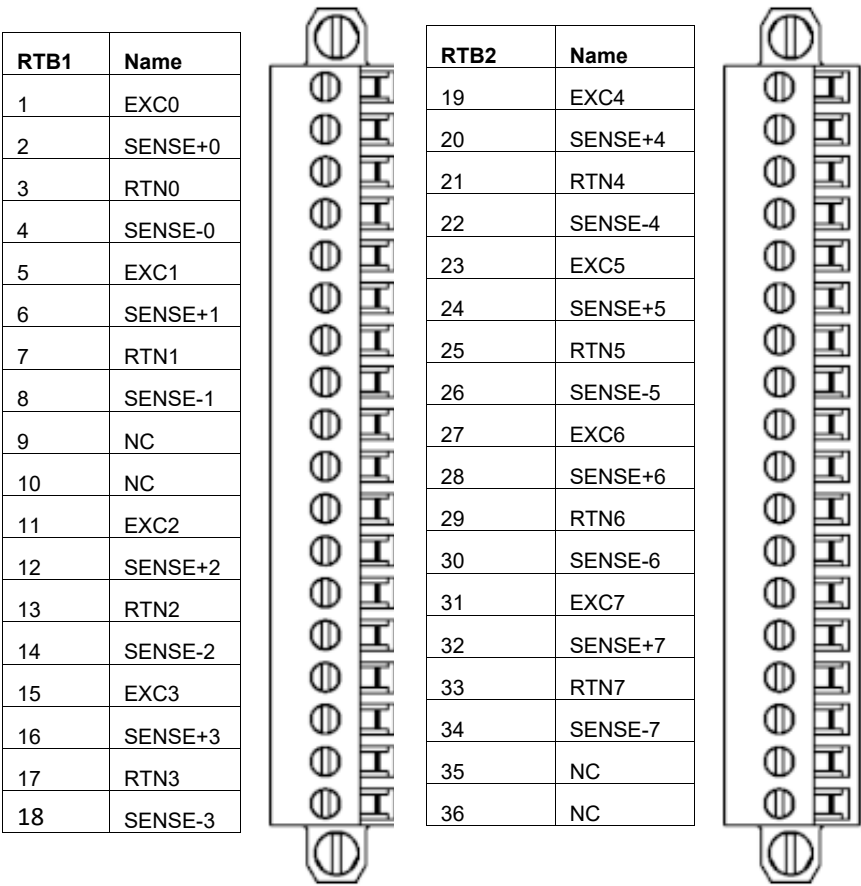 RTB1 Name
1 EXC0
2 SENSE+0
3 RTN0
4 SENSE-0
5 EXC1
6 SENSE+1
7 RTN1
8 SENSE-1
9 NC
10 NC
11 EXC2
12 SENSE+2
13 RTN2
14 SENSE-2
15 EXC3
16 SENSE+3
17 RTN3
18 SENSE-3
RTB2 Name
19 EXC4
20 SENSE+4
21 RTN4
22 SENSE-4
23 EXC5
24 SENSE+5
25 RTN5
26 SENSE-5
27 EXC6
28 SENSE+6
29 RTN6
30 SENSE-6
31 EXC7
32 SENSE+7
33 RTN7
34 SENSE-7
35 NC
36 NC